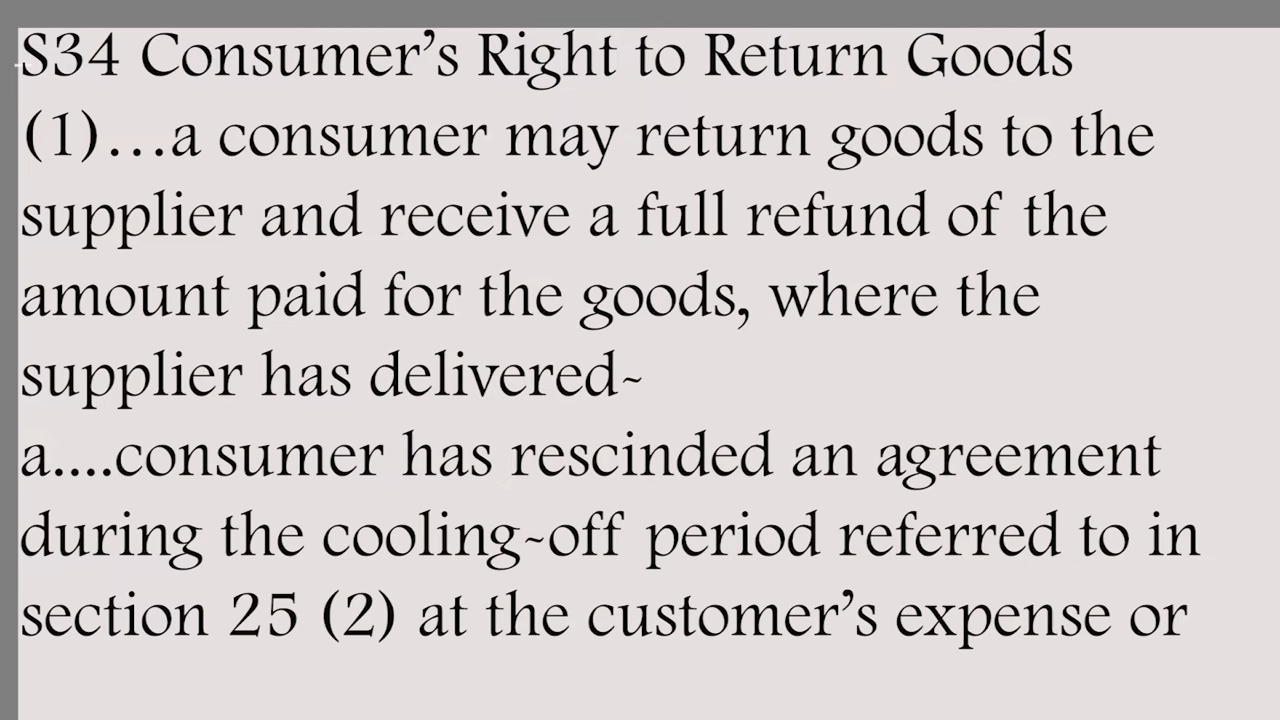 S34 Consumer’s Right to Return Goods
(1)…a consumer may return goods to the
supplier and receive a full refund of the
amount paid for the goods, where the
supplier has delivered-
a....consumer has rescinded an agreement
during the cooling-off period referred to in
section 25 (2) at the customer’s expense or